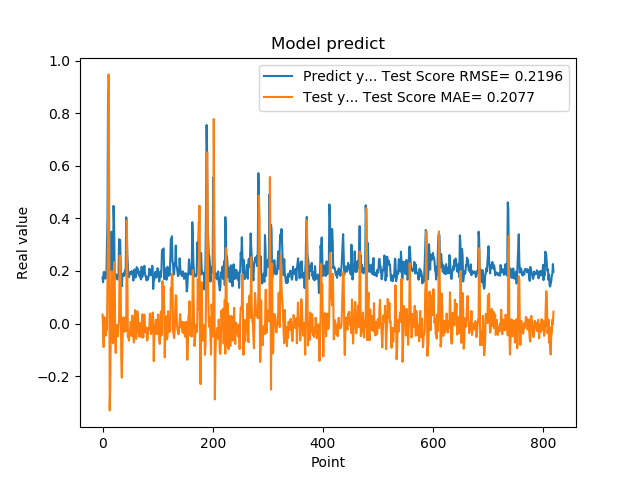 Model predict
Predict y... Test Score RMSE= 0.2196
Test y... Test Score MAE= 0.2077
1.0
0.8
0.6
0.4
0.2
0.0
−0.2
Real value
0 200 400 600 800
Point